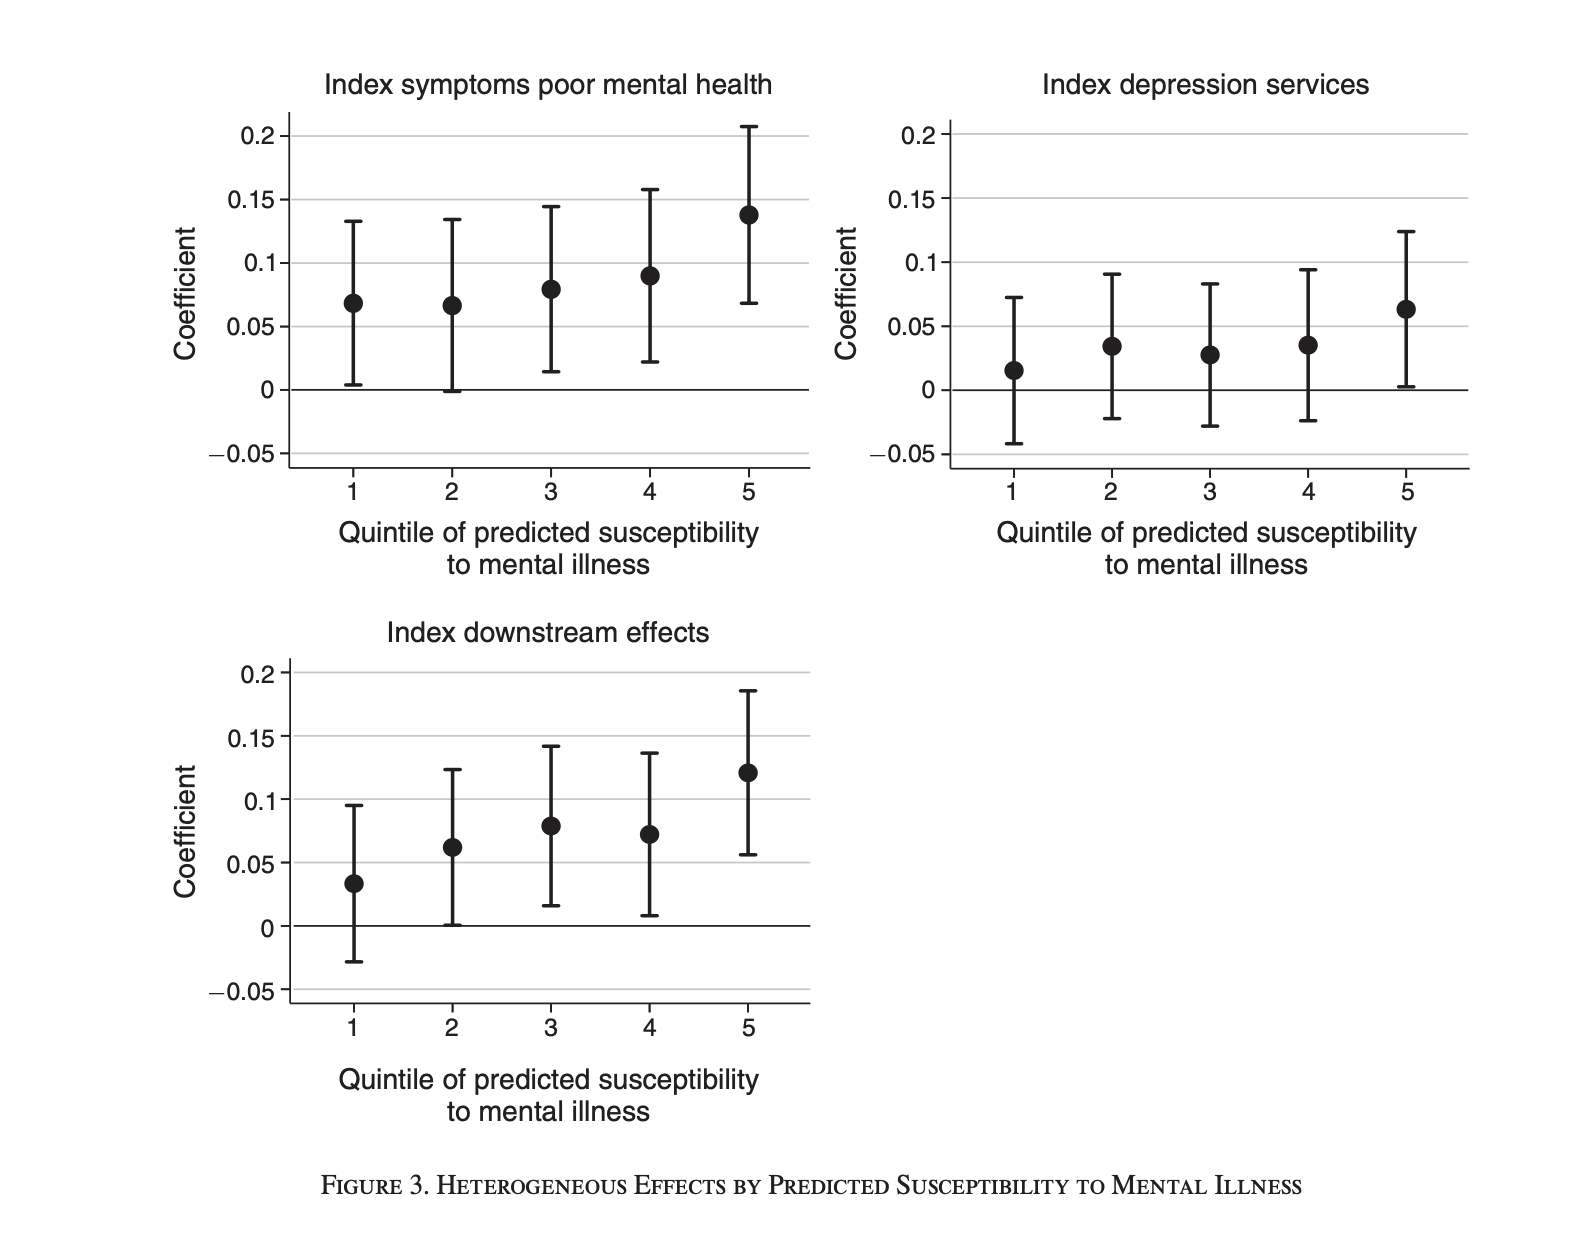 Index symptoms poor mental health
Coefficient
0.2
0.15
0.1
0.05
0
−0.05
1 2 3 4 5
Quintile of predicted susceptibility
to mental illness
Index depression services
Coefficient
0.2
0.15
0.1
0.05
0
−0.05
1 2 3 4 5
Quintile of predicted susceptibility
to mental illness
Index downstream effects
Coefficient
0.2
0.15
0.1
0.05
0
−0.05
1 2 3 4 5
Quintile of predicted susceptibility
to mental illness
Figure 3. Heterogeneous Effects by Predicted Susceptibility to Mental Illness